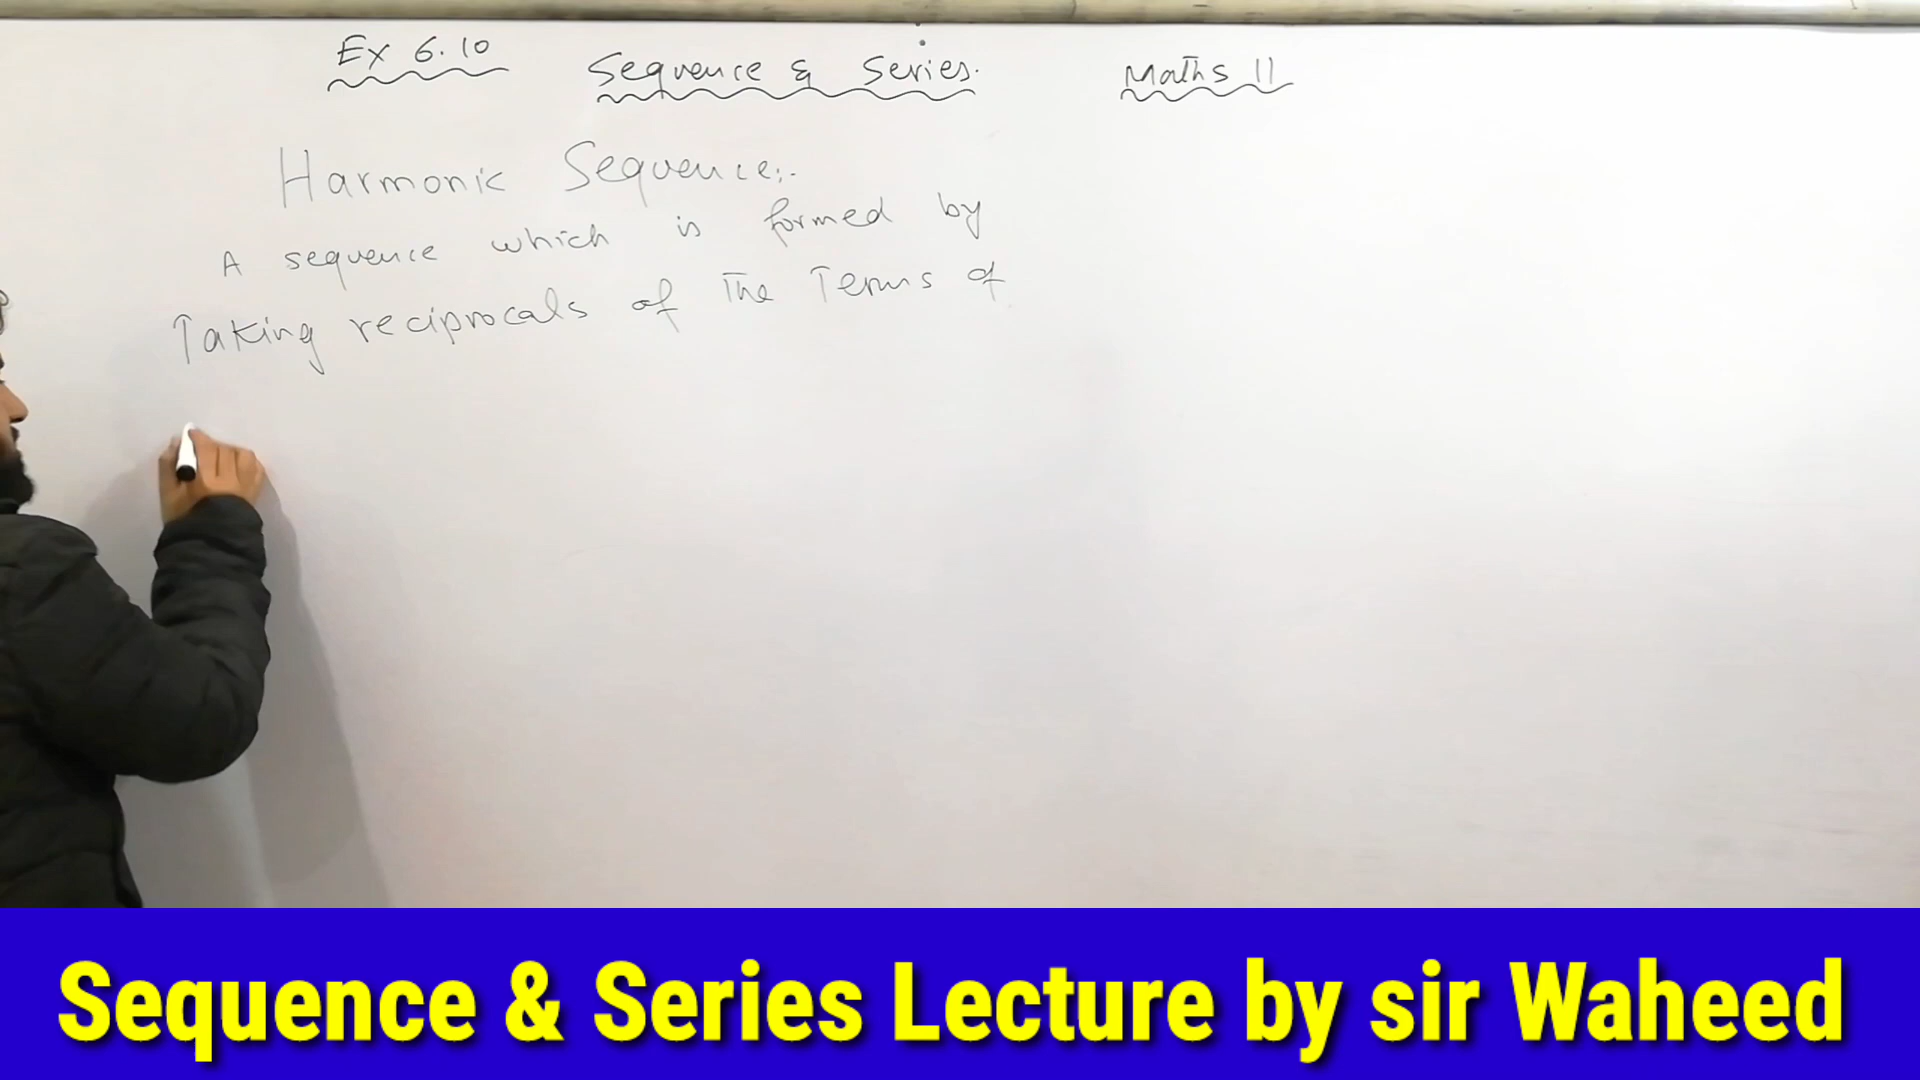 Ex 6.10 Sequence & Series. Maths 11
Harmonic Sequence:-
A sequence which is formed by
Taking reciprocals of The Terms of
Sequence & Series Lecture by sir Waheed